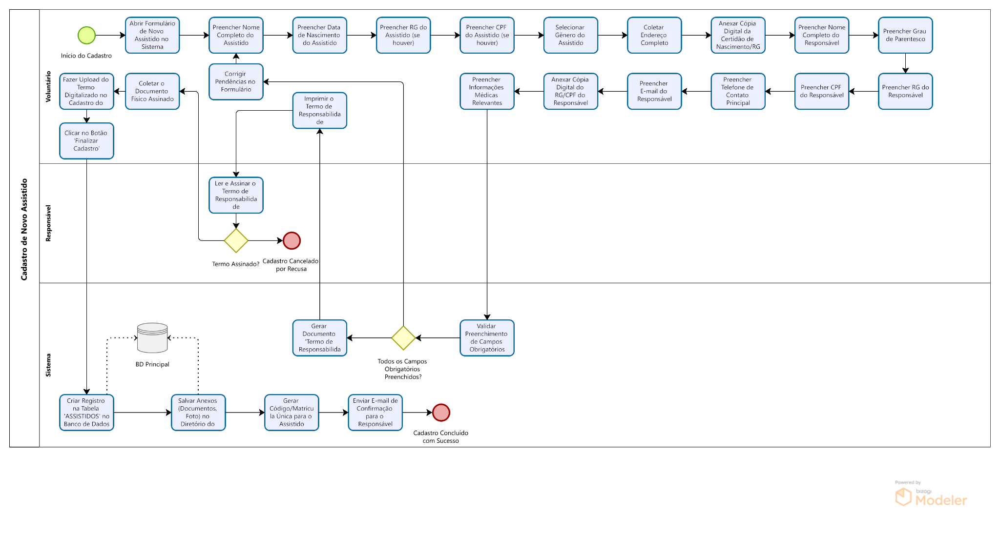 Cadastro de Novo Assistido
Voluntário
Início do Cadastro
Abrir Formulário
de Novo
Assistido no
Sistema
Preencher Nome
Completo do
Assistido
Preencher Data
de Nascimento
do Assistido
Preencher RG do
Assistido (se
houver)
Preencher CPF
do Assistido (se
houver)
Selecionar
Gênero do
Assistido
Coletar
Endereço
Completo
Anexar Cópia
Digital da
Certidão de
Nascimento/RG
Preencher Nome
Completo do
Responsável
Preencher Grau
de Parentesco
Fazer Upload do
Termo
Digitalizado no
Cadastro do
Coletar o
Documento
Físico Assinado
Corrigir
Pendências no
Formulário
Imprimir o
Termo de
Responsabilida
de
Preencher
Informações
Médicas
Relevantes
Anexar Cópia
Digital do
RG/CPF do
Responsável
Preencher
E-mail do
Responsável
Preencher
Telefone de
Contato
Principal
Preencher CPF
do Responsável
Preencher RG do
Responsável
Clicar no Botão
'Finalizar
Cadastro'
Responsável
Ler e Assinar o
Termo de
Responsabilida
de
Termo Assinado?
Cadastro Cancelado
por Recusa
Sistema
BD Principal
Gerar
Documento
'Termo de
Responsabilida
Todos os Campos
Obrigatórios
Preenchidos?
Validar
Preenchimento
de Campos
Obrigatórios
Criar Registro
na Tabela
'ASSISTIDOS' no
Banco de Dados
Salvar Anexos
(Documentos,
Foto) no
Diretório do
Gerar
Código/Matrícu
la Única para o
Assistido
Enviar E-mail de
Confirmação
para o
Responsável
Cadastro Concluído
com Sucesso
Powered by
bizagi
Modeler